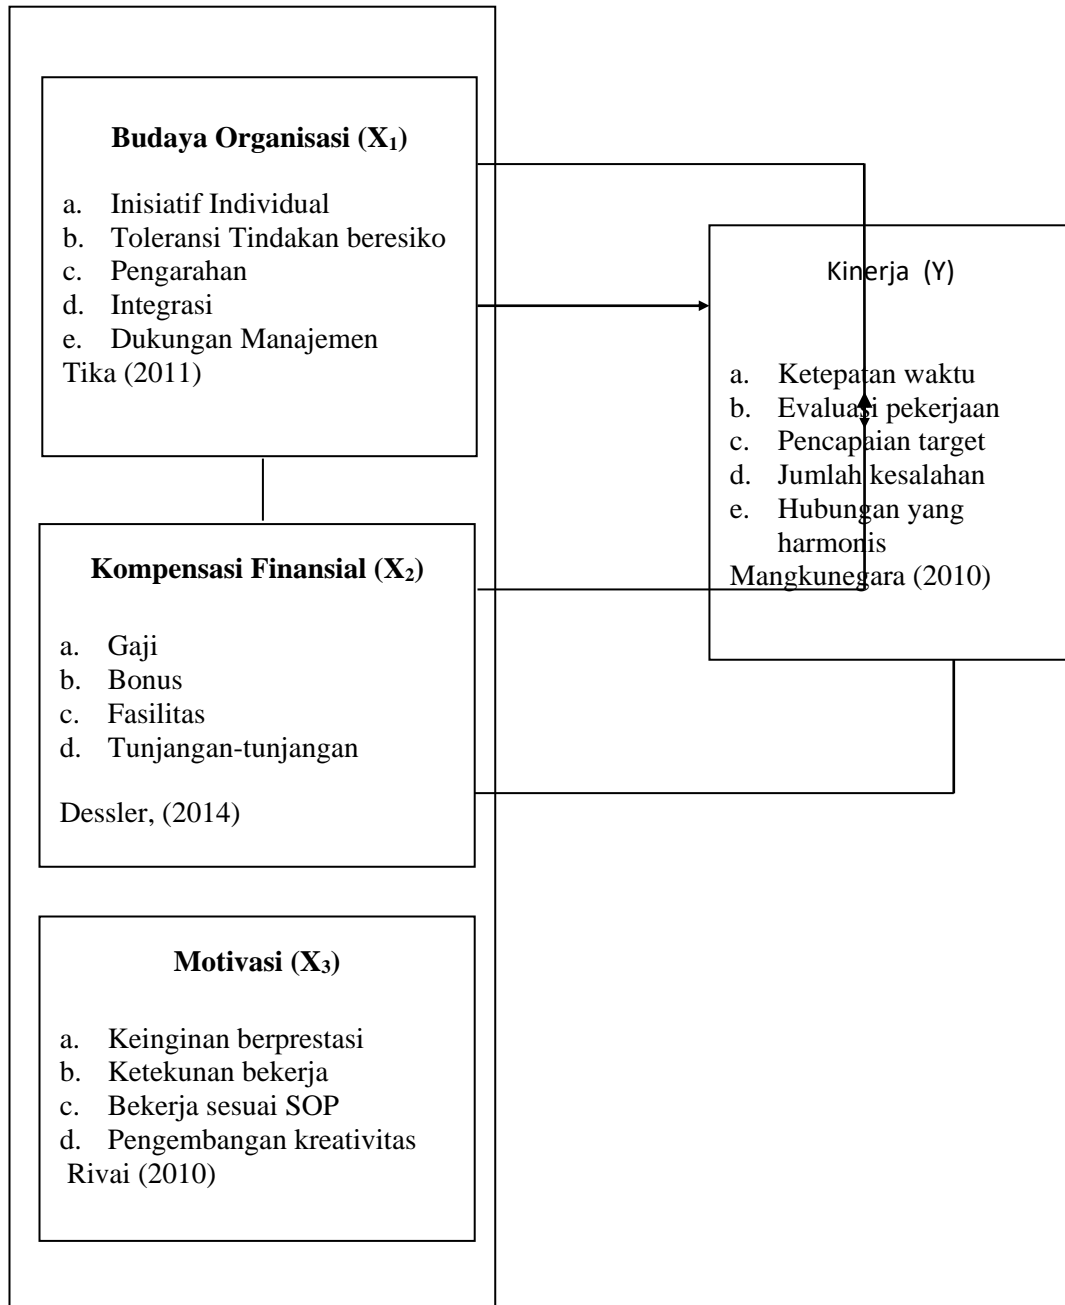 Budaya Organisasi (X₁)
a. Inisiatif Individual
b. Toleransi Tindakan beresiko
c. Pengarahan
d. Integrasi
e. Dukungan Manajemen
Tika (2011)
Kompensasi Finansial (X₂)
a. Gaji
b. Bonus
c. Fasilitas
d. Tunjangan-tunjangan
Dessler, (2014)
Motivasi (X₃)
a. Keinginan berprestasi
b. Ketekunan bekerja
c. Bekerja sesuai SOP
d. Pengembangan kreativitas
Rivai (2010)
Kinerja (Y)
a. Ketepatan waktu
b. Evaluasi pekerjaan
c. Pencapaian target
d. Jumlah kesalahan
e. Hubungan yang
harmonis
Mangkunegara (2010)